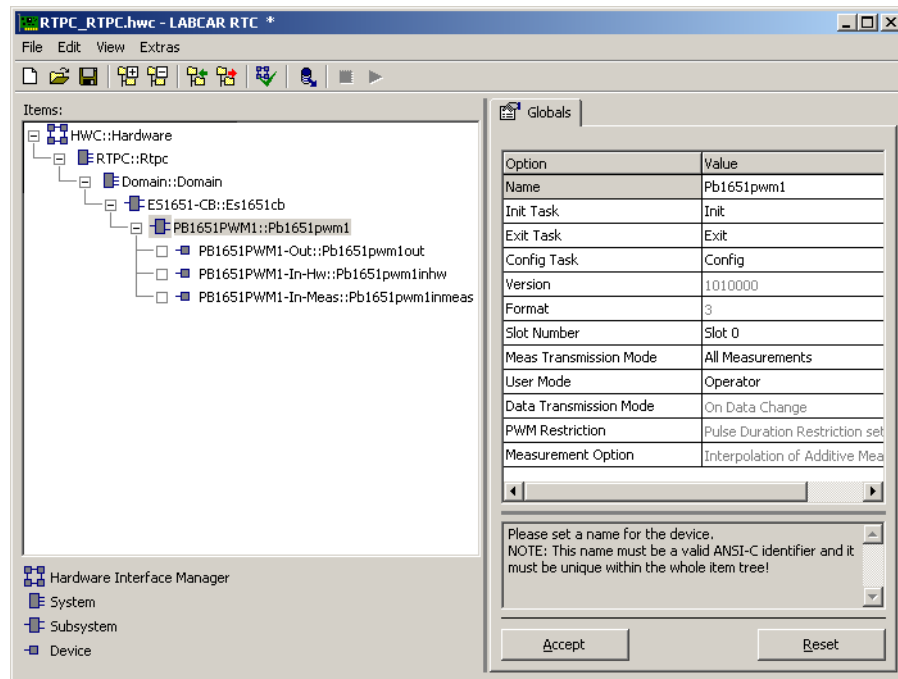 RTPC_RTPC.hwc - LABCAR RTC *
File Edit View Extras
Items:
HWC::Hardware
RTPC::Rtpc
Domain::Domain
ES1651-CB::Es1651cb
PB1651PWM1::Pb1651pwm1
PB1651PWM1-Out::Pb1651pwm1out
PB1651PWM1-In-Hw::Pb1651pwm1inhw
PB1651PWM1-In-Meas::Pb1651pwm1inmeas
Hardware Interface Manager
System
Subsystem
Device
Globals
Option Value
Name Pb1651pwm1
Init Task Init
Exit Task Exit
Config Task Config
Version 1010000
Format 3
Slot Number Slot 0
Meas Transmission Mode All Measurements
User Mode Operator
Data Transmission Mode On Data Change
PWM Restriction Pulse Duration Restriction set
Measurement Option Interpolation of Additive Mea
Please set a name for the device.
NOTE: This name must be a valid ANSI-C identifier and it
must be unique within the whole item tree!
Accept Reset